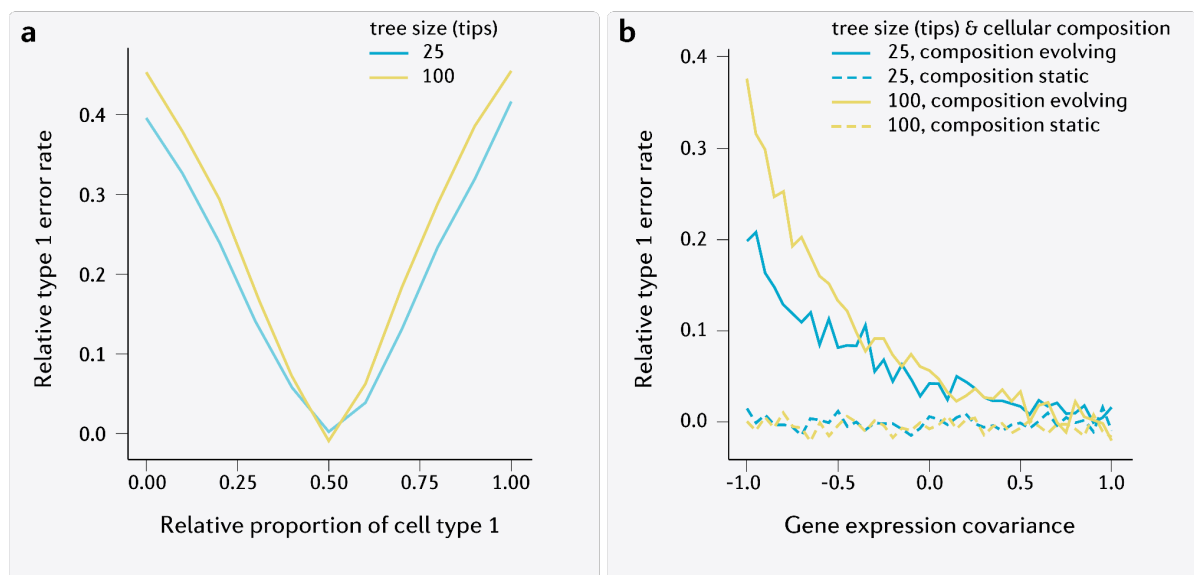 a
tree size (tips)
25
100
Relative type 1 error rate
0.4
0.3
0.2
0.1
0.0
0.00 0.25 0.50 0.75 1.00
Relative proportion of cell type 1
b
tree size (tips) & cellular composition
25, composition evolving
25, composition static
100, composition evolving
100, composition static
Relative type 1 error rate
0.4
0.3
0.2
0.1
0.0
-1.0 -0.5 0.0 0.5 1.0
Gene expression covariance